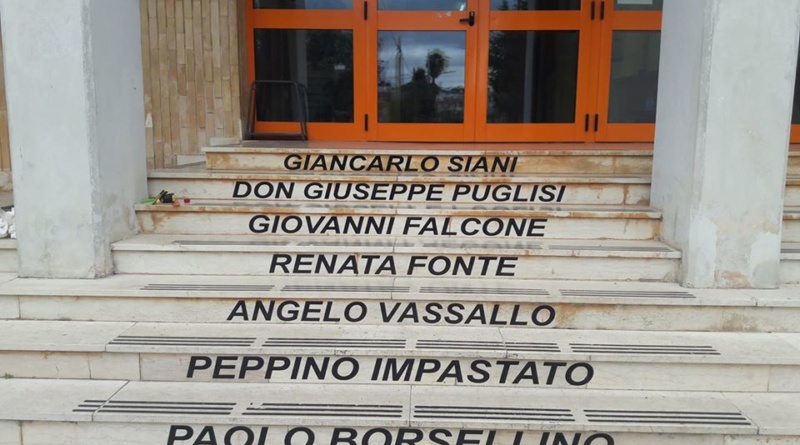 GIANCARLO SIANI
DON GIUSEPPE PUGLISI
GIOVANNI FALCONE
RENATA FONTE
ANGELO VASSALLO
PEPPINO IMPASTATO
PAOLO BORSELLINO